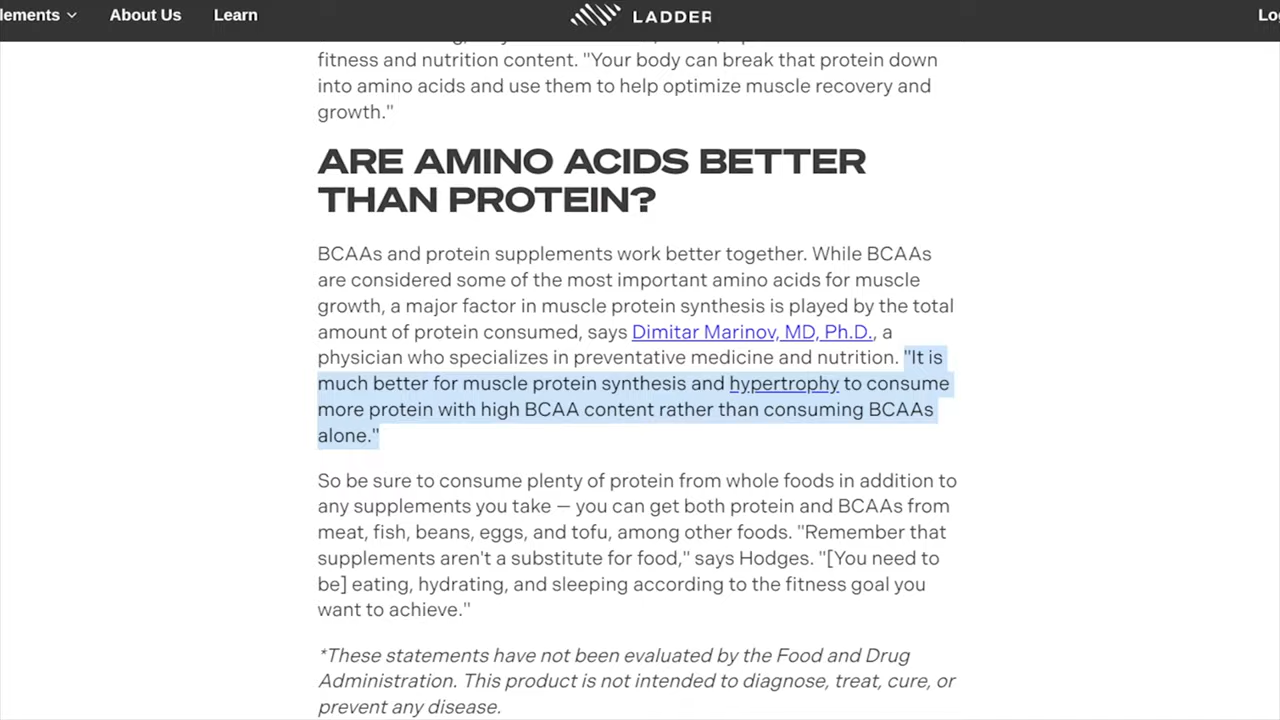 lements
About Us
Learn
LADDER
Lo
fitness and nutrition content. "Your body can break that protein down
into amino acids and use them to help optimize muscle recovery and
growth."
ARE AMINO ACIDS BETTER
THAN PROTEIN?
BCAAs and protein supplements work better together. While BCAAs
are considered some of the most important amino acids for muscle
growth, a major factor in muscle protein synthesis is played by the total
amount of protein consumed, says Dimitar Marinov, MD, Ph.D., a
physician who specializes in preventative medicine and nutrition. "It is
much better for muscle protein synthesis and hypertrophy to consume
more protein with high BCAA content rather than consuming BCAAs
alone."
So be sure to consume plenty of protein from whole foods in addition to
any supplements you take — you can get both protein and BCAAs from
meat, fish, beans, eggs, and tofu, among other foods. "Remember that
supplements aren't a substitute for food," says Hodges. "[You need to
be] eating, hydrating, and sleeping according to the fitness goal you
want to achieve."
*These statements have not been evaluated by the Food and Drug
Administration. This product is not intended to diagnose, treat, cure, or
prevent any disease.